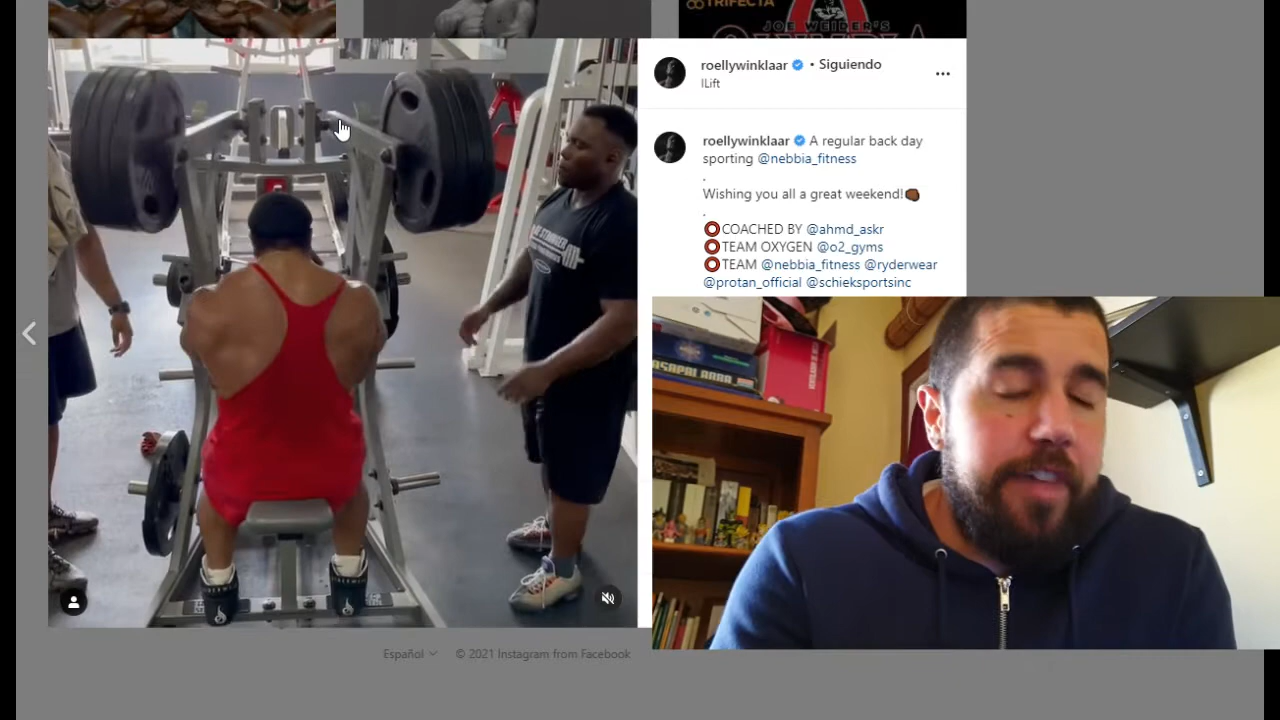 TRIFECTA
JOE WEIDER'S
roellywinklaar • Siguiendo
lLift
roellywinklaar A regular back day
sporting @nebbia_fitness
.
Wishing you all a great weekend!
.
COACHED BY @ahmd_askr
TEAM OXYGEN @o2_gyms
TEAM @nebbia_fitness @ryderwear
@protan_official @schieksportsinc
Español
© 2021 Instagram from Facebook